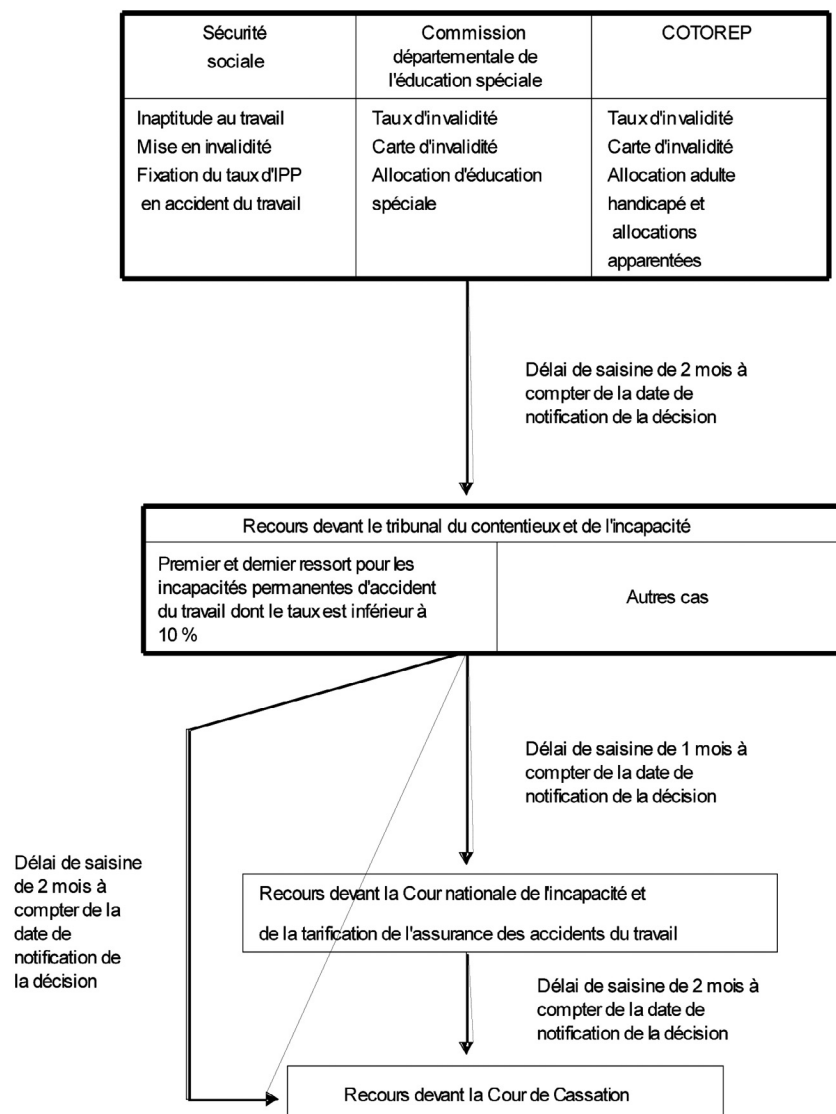 Sécurité
sociale
Commission
départementale de
l'éducation spéciale
COTOREP
Inaptitude au travail
Mise en invalidité
Fixation du taux d'IPP
en accident du travail
Taux d'invalidité
Carte d'invalidité
Allocation d'éducation
spéciale
Taux d'invalidité
Carte d'invalidité
Allocation adulte
handicapé et
allocations
apparentées
Délai de saisine de 2 mois à
compter de la date de
notification de la décision
Recours devant le tribunal du contentieux et de l'incapacité
Premier et dernier ressort pour les
incapacités permanentes d'accident
du travail dont le taux est inférieur à
10 %
Autres cas
Délai de saisine de 1 mois à
compter de la date de
notification de la décision
Délai de saisine
de 2 mois à
compter de la
date de
notification de
la décision
Recours devant la Cour nationale de l'incapacité et
de la tarification de l'assurance des accidents du travail
Délai de saisine de 2 mois à
compter de la date de
notification de la décision
Recours devant la Cour de Cassation